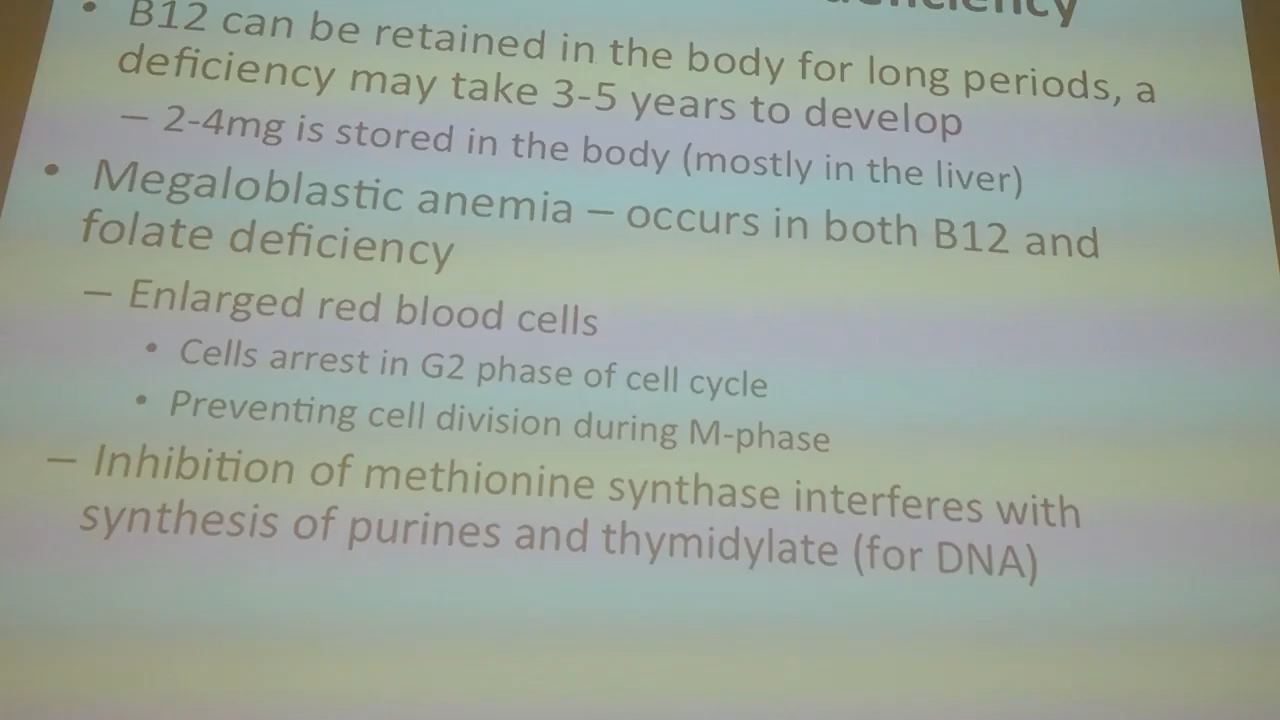 deficiency
• B12 can be retained in the body for long periods, a
deficiency may take 3-5 years to develop
– 2-4mg is stored in the body (mostly in the liver)
• Megaloblastic anemia – occurs in both B12 and
folate deficiency
– Enlarged red blood cells
• Cells arrest in G2 phase of cell cycle
• Preventing cell division during M-phase
– Inhibition of methionine synthase interferes with
synthesis of purines and thymidylate (for DNA)